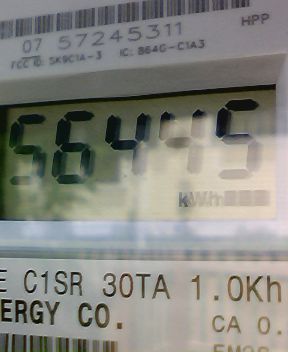 HPP
07 57245311
FCC ID: SK9C1A-3 IC: 864G-C1A3
56445
kWh
E C1SR 30TA 1.0Kh
ERGY CO.
CA 0.